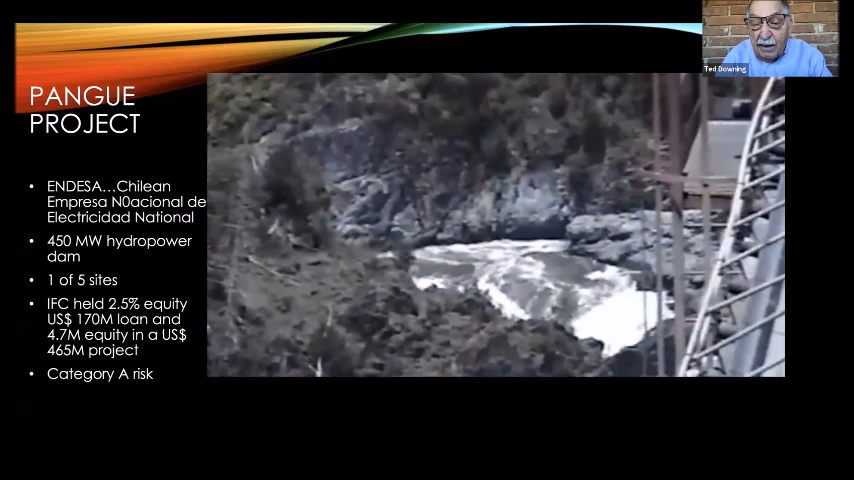 PANGUE
PROJECT
• ENDESA...Chilean
Empresa N0acional de
Electricidad National
• 450 MW hydropower
dam
• 1 of 5 sites
• IFC held 2.5% equity
US$ 170M loan and
4.7M equity in a US$
465M project
• Category A risk
Ted Downing